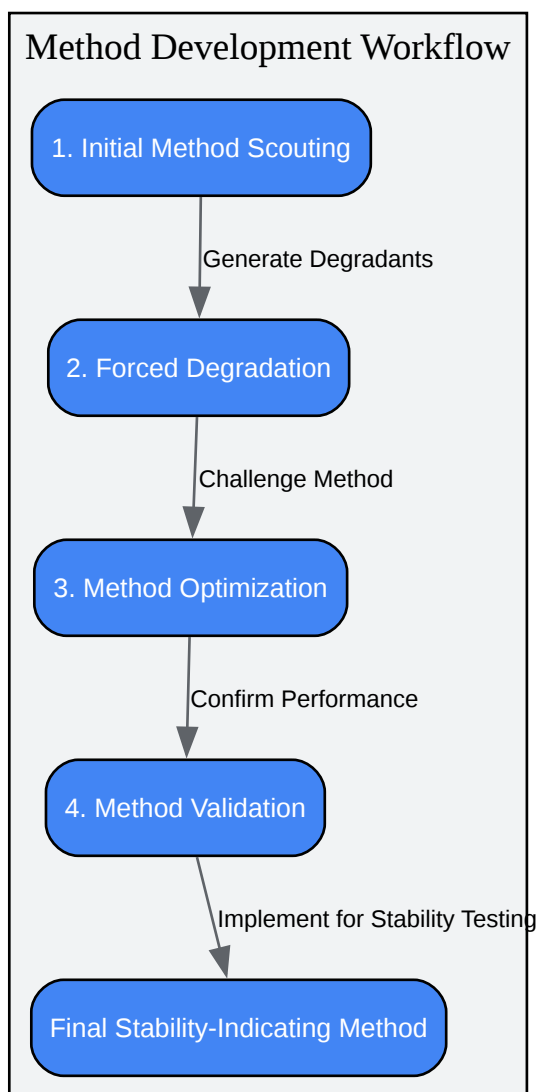 Method Development Workflow
1. Initial Method Scouting
Generate Degradants
2. Forced Degradation
Challenge Method
3. Method Optimization
Confirm Performance
4. Method Validation
Implement for Stability Testing
Final Stability-Indicating Method